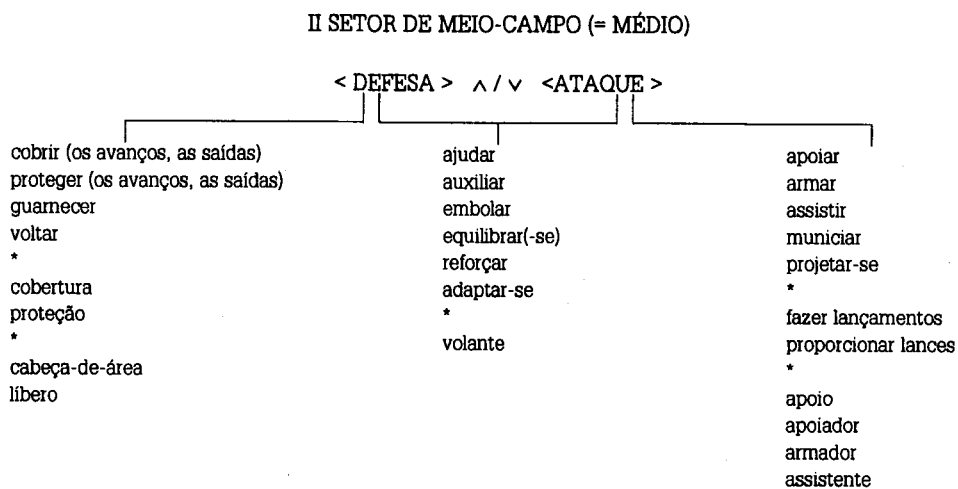 II SETOR DE MEIO-CAMPO (= MÉDIO)
< DEFESA > ∧ / ∨ <ATAQUE >
cobrir (os avanços, as saídas)
proteger (os avanços, as saídas)
guarnecer
voltar
*
cobertura
proteção
*
cabeça-de-área
líbero
ajudar
auxiliar
embolar
equilibrar(-se)
reforçar
adaptar-se
*
volante
apoiar
armar
assistir
municiar
projetar-se
*
fazer lançamentos
proporcionar lances
*
apoio
apoiador
armador
assistente